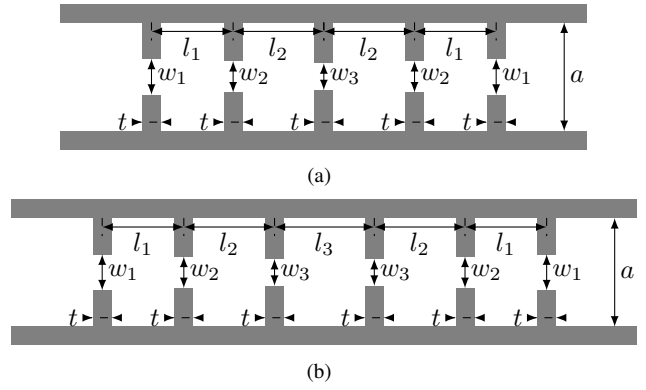 l₁ l₂ l₂ l₁
w₁ w₂ w₃ w₂ w₁ a
t t t t t
(a)
l₁ l₂ l₃ l₂ l₁
w₁ w₂ w₃ w₃ w₂ w₁ a
t t t t t t
(b)